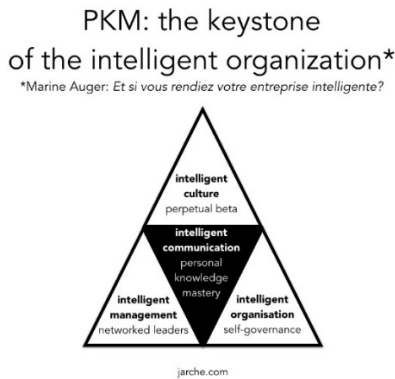 PKM: the keystone
of the intelligent organization*
*Marine Auger: Et si vous rendiez votre entreprise intelligente?
intelligent
culture
perpetual beta
intelligent
communication
personal
knowledge
mastery
intelligent
management
networked leaders
intelligent
organisation
self-governance
jarche.com